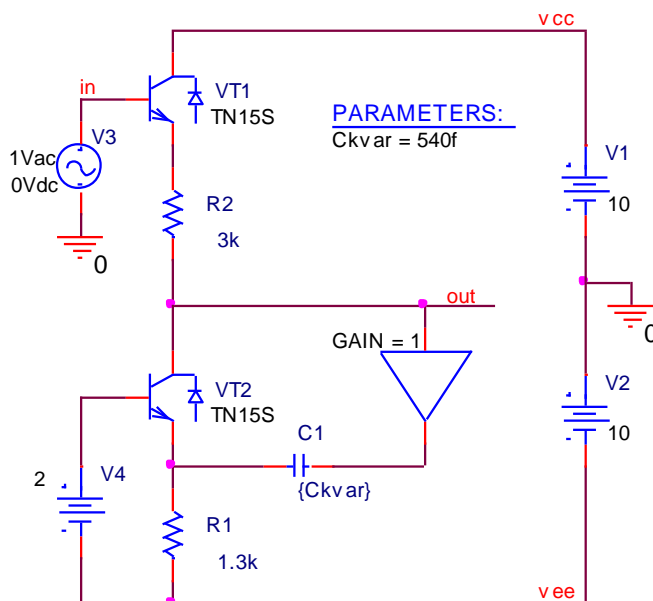 vcc
in
VT1
TN15S
V3
1Vac
0Vdc
0
PARAMETERS:
Ckvar = 540f
V1
10
R2
3k
out
0
GAIN = 1
VT2
TN15S
V2
10
C1
{Ckvar}
2
V4
R1
1.3k
vee